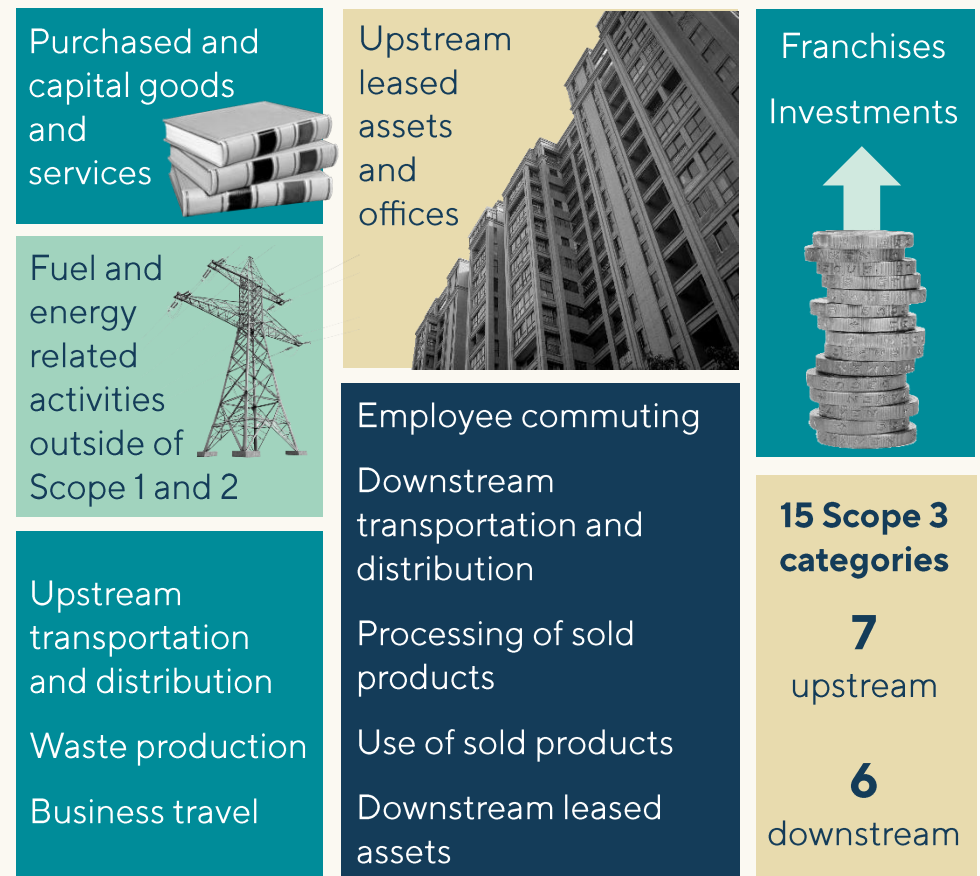 Purchased and
capital goods
and
services
Fuel and
energy
related
activities
outside of
Scope 1 and 2
Upstream
transportation
and distribution
Waste production
Business travel
Upstream
leased
assets
and
offices
Employee commuting
Downstream
transportation and
distribution
Processing of sold
products
Use of sold products
Downstream leased
assets
Franchises
Investments
15 Scope 3
categories
7
upstream
6
downstream